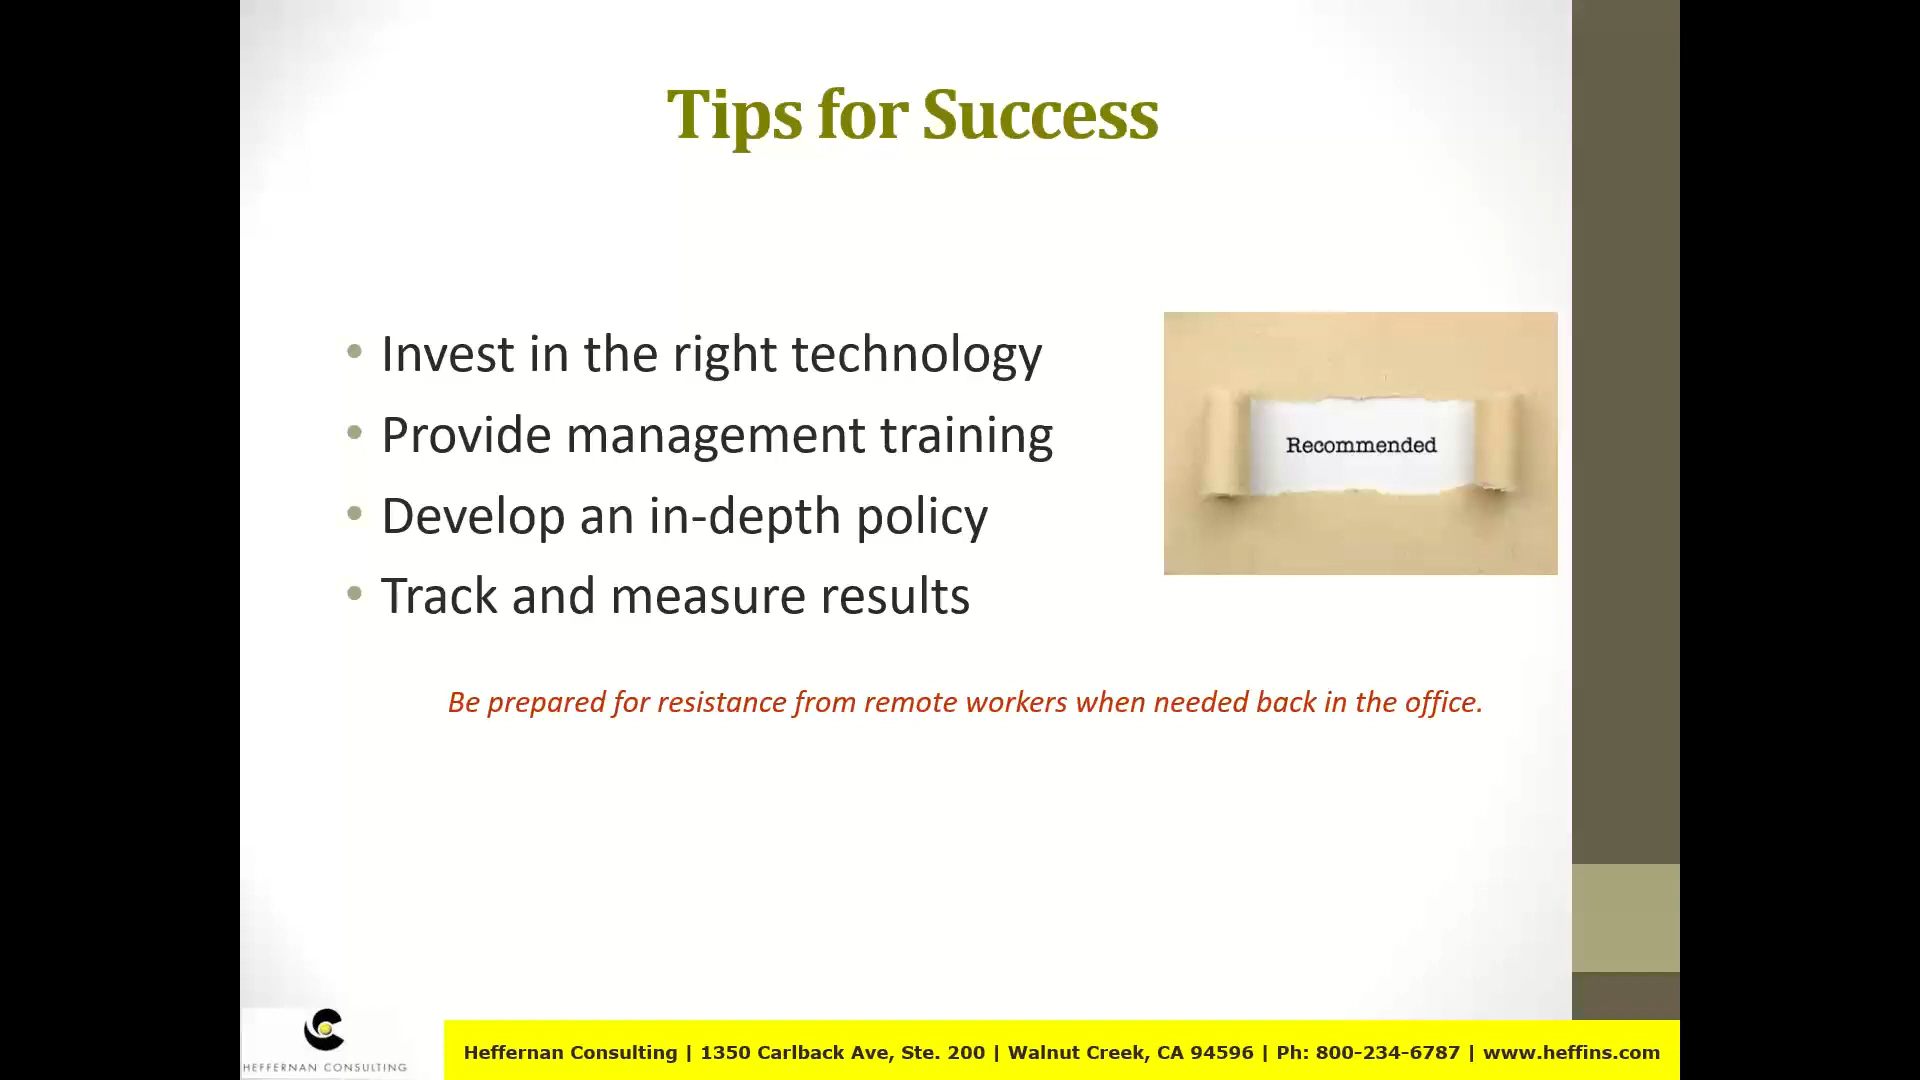 Tips for Success
• Invest in the right technology
• Provide management training
• Develop an in-depth policy
• Track and measure results
Recommended
Be prepared for resistance from remote workers when needed back in the office.
HEFFERNAN CONSULTING
Heffernan Consulting | 1350 Carlback Ave, Ste. 200 | Walnut Creek, CA 94596 | Ph: 800-234-6787 | www.heffins.com